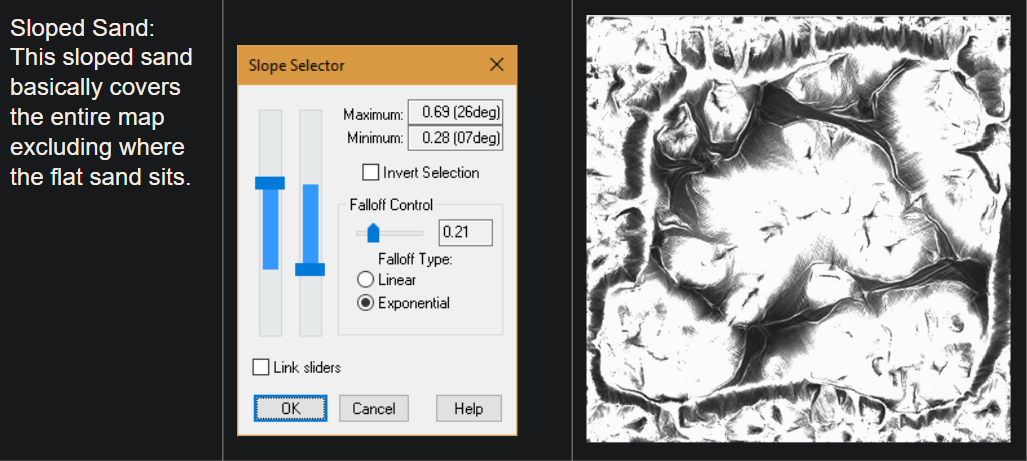 Sloped Sand:
This sloped sand
basically covers
the entire map
excluding where
the flat sand sits.
Slope Selector
Maximum: 0.69 (26deg)
Minimum: 0.28 (07deg)
Invert Selection
Falloff Control
0.21
Falloff Type:
Linear
Exponential
Link sliders
OK Cancel Help